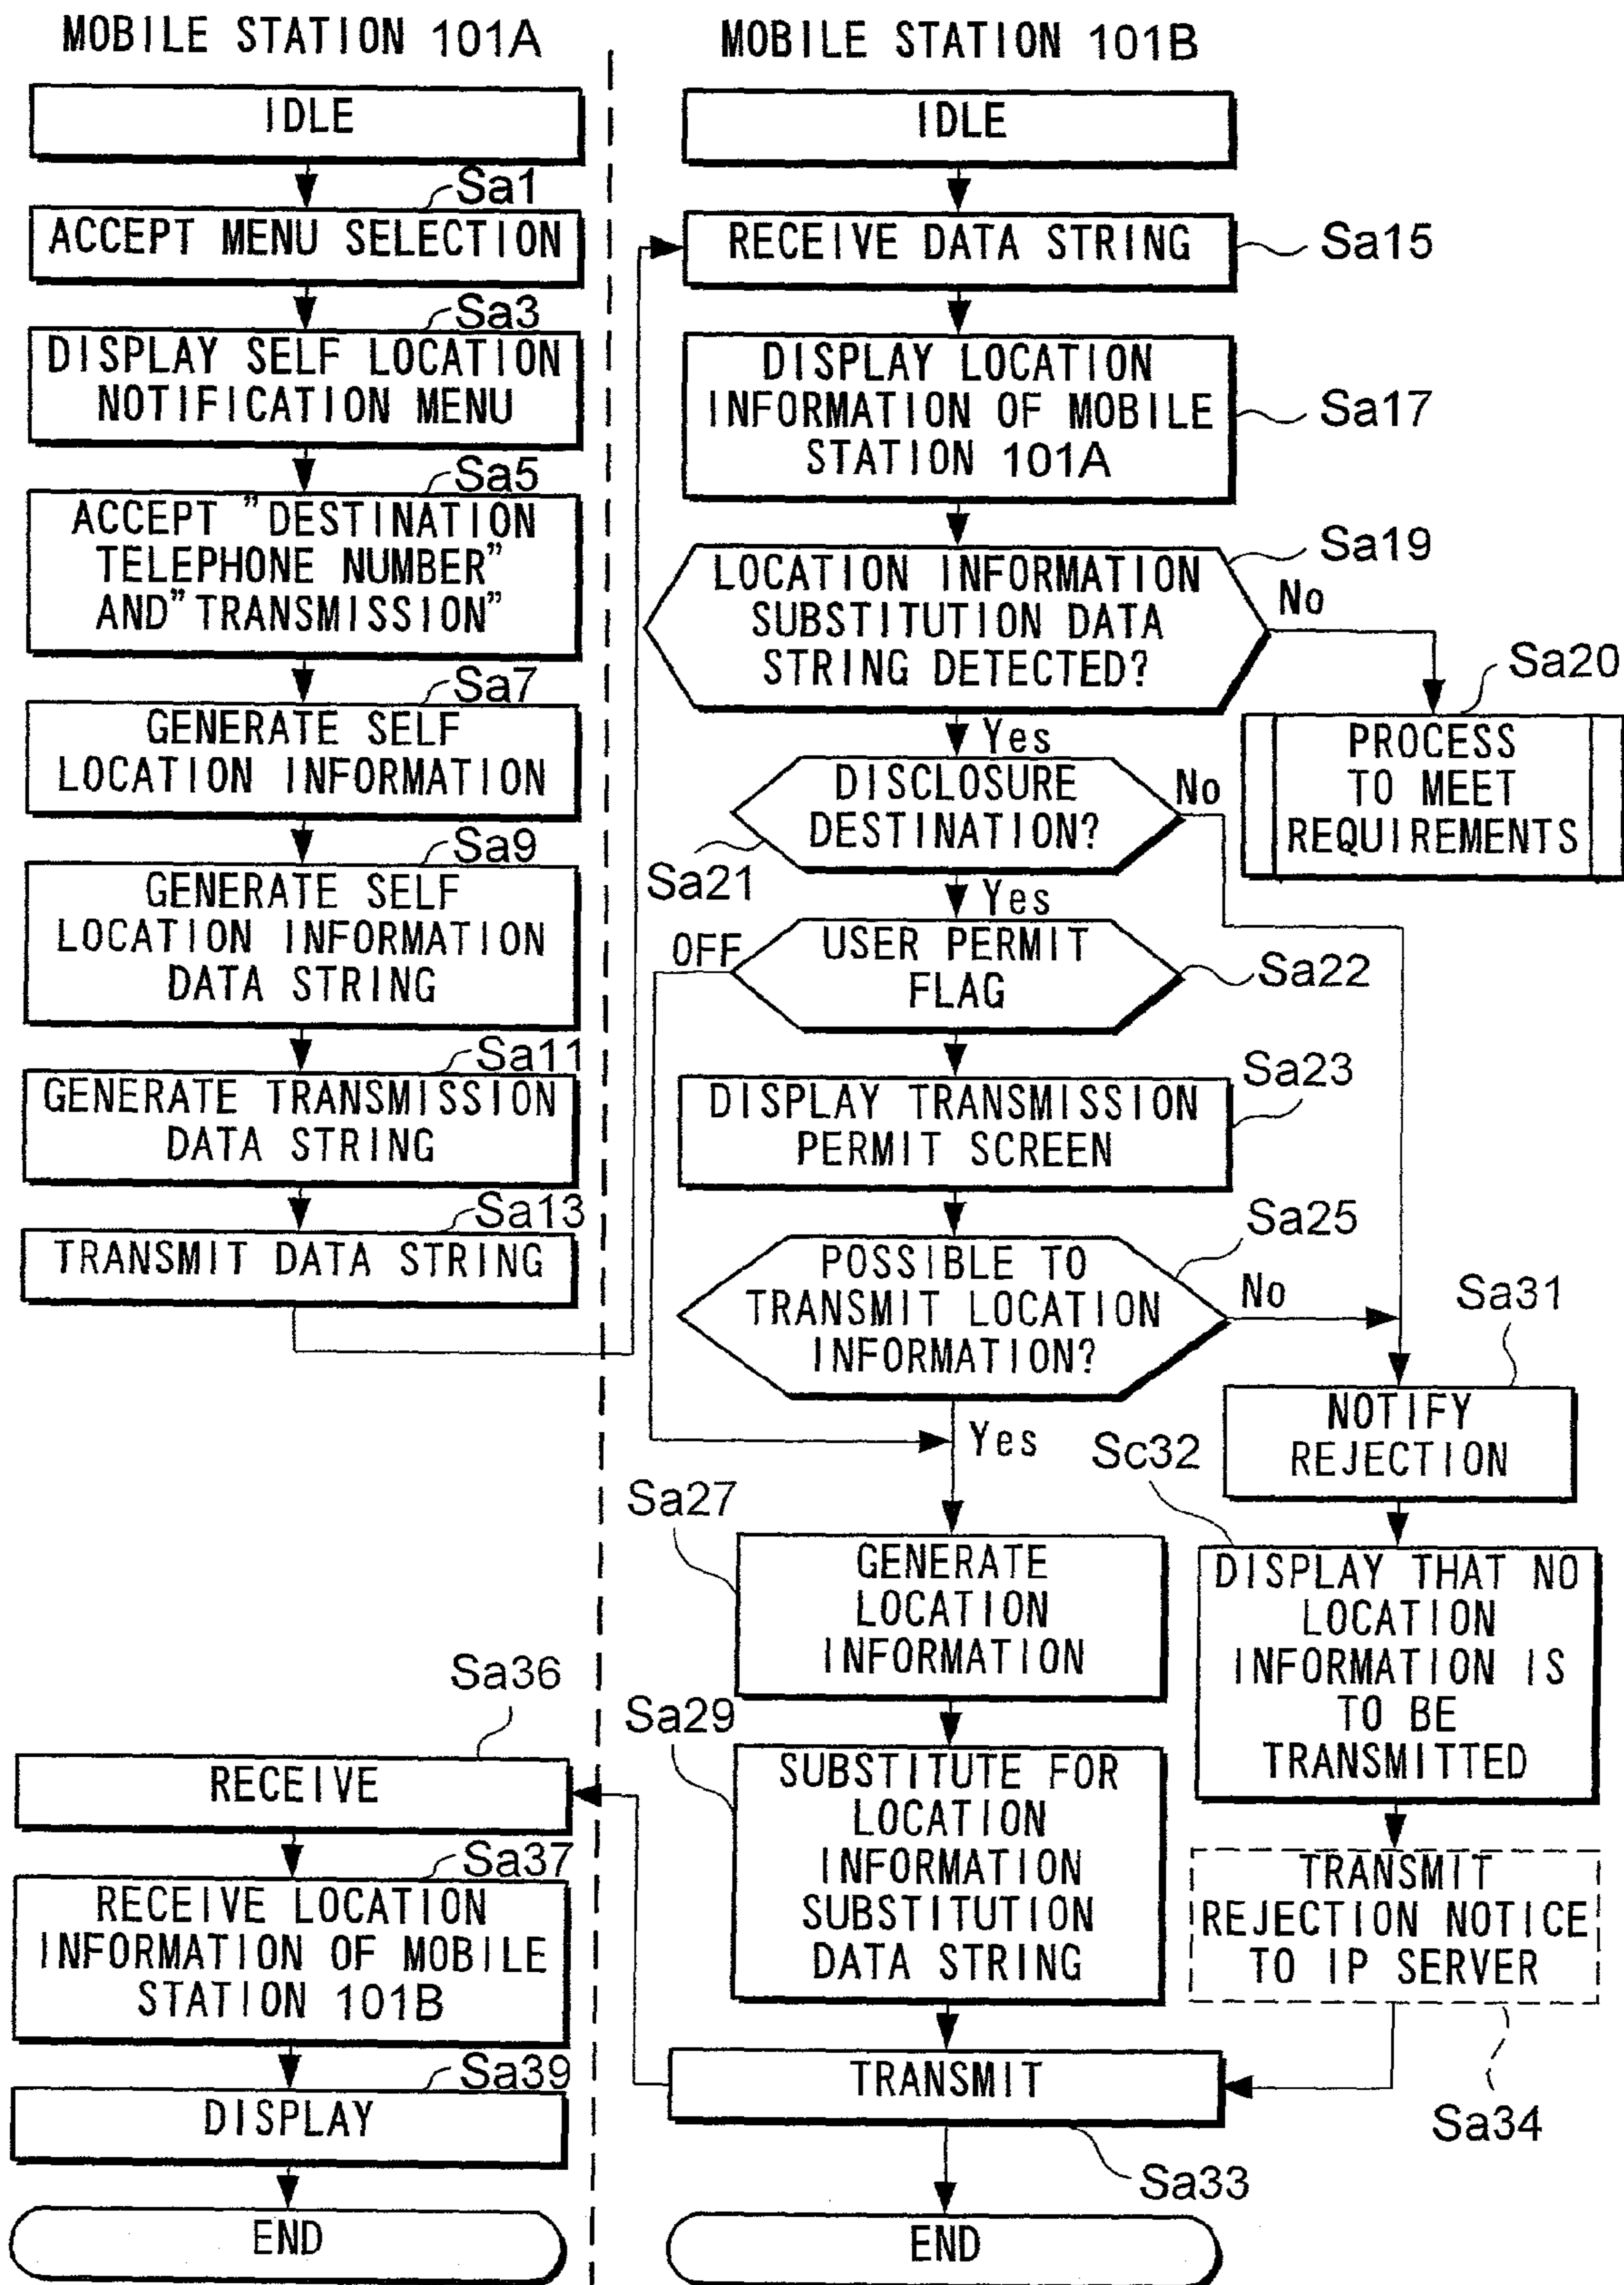 MOBILE STATION 101A
IDLE
Sa1
ACCEPT MENU SELECTION
Sa3
DISPLAY SELF LOCATION
NOTIFICATION MENU
Sa5
ACCEPT "DESTINATION
TELEPHONE NUMBER"
AND"TRANSMISSION"
Sa7
GENERATE SELF
LOCATION INFORMATION
Sa9
GENERATE SELF
LOCATION INFORMATION
DATA STRING
Sa11
GENERATE TRANSMISSION
DATA STRING
Sa13
TRANSMIT DATA STRING
Sa36
RECEIVE
Sa37
RECEIVE LOCATION
INFORMATION OF MOBILE
STATION 101B
Sa39
DISPLAY
END
MOBILE STATION 101B
IDLE
RECEIVE DATA STRING
Sa15
DISPLAY LOCATION
INFORMATION OF MOBILE
STATION 101A
Sa17
LOCATION INFORMATION
SUBSTITUTION DATA
STRING DETECTED?
Sa19
No
Sa20
PROCESS
TO MEET
REQUIREMENTS
Yes
DISCLOSURE
DESTINATION?
No
Sa21
Yes
OFF
USER PERMIT
FLAG
Sa22
DISPLAY TRANSMISSION
PERMIT SCREEN
Sa23
POSSIBLE TO
TRANSMIT LOCATION
INFORMATION?
Sa25
No
Yes
Sa31
NOTIFY
REJECTION
Sc32
DISPLAY THAT NO
LOCATION
INFORMATION IS
TO BE
TRANSMITTED
Sa27
GENERATE
LOCATION
INFORMATION
Sa29
SUBSTITUTE FOR
LOCATION
INFORMATION
SUBSTITUTION
DATA STRING
TRANSMIT
REJECTION NOTICE
TO IP SERVER
Sa34
TRANSMIT
Sa33
END